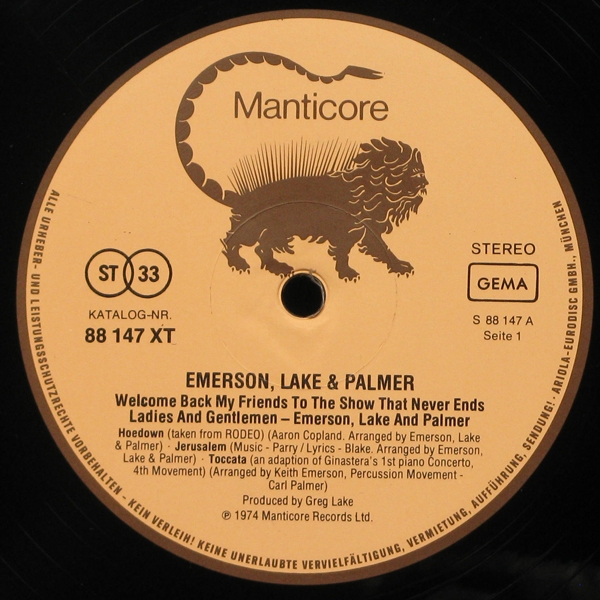 Manticore
ST 33
KATALOG-NR.
88 147 XT
STEREO
GEMA
S 88 147 A
Seite 1
EMERSON, LAKE & PALMER
Welcome Back My Friends To The Show That Never Ends
Ladies And Gentlemen – Emerson, Lake And Palmer
Hoedown (taken from RODEO) (Aaron Copland. Arranged by Emerson, Lake
& Palmer) · Jerusalem (Music - Parry / Lyrics - Blake. Arranged by Emerson,
Lake & Palmer) · Toccata (an adaption of Ginastera's 1st piano Concerto,
4th Movement) (Arranged by Keith Emerson, Percussion Movement -
Carl Palmer)
Produced by Greg Lake
℗ 1974 Manticore Records Ltd.
ALLE URHEBER- UND LEISTUNGSSCHUTZRECHTE VORBEHALTEN - KEIN VERLEIH! KEINE UNERLAUBTE VERVIELFÄLTIGUNG, VERMIETUNG, AUFFÜHRUNG, SENDUNG! · ARIOLA-EURODISC GMBH., MÜNCHEN